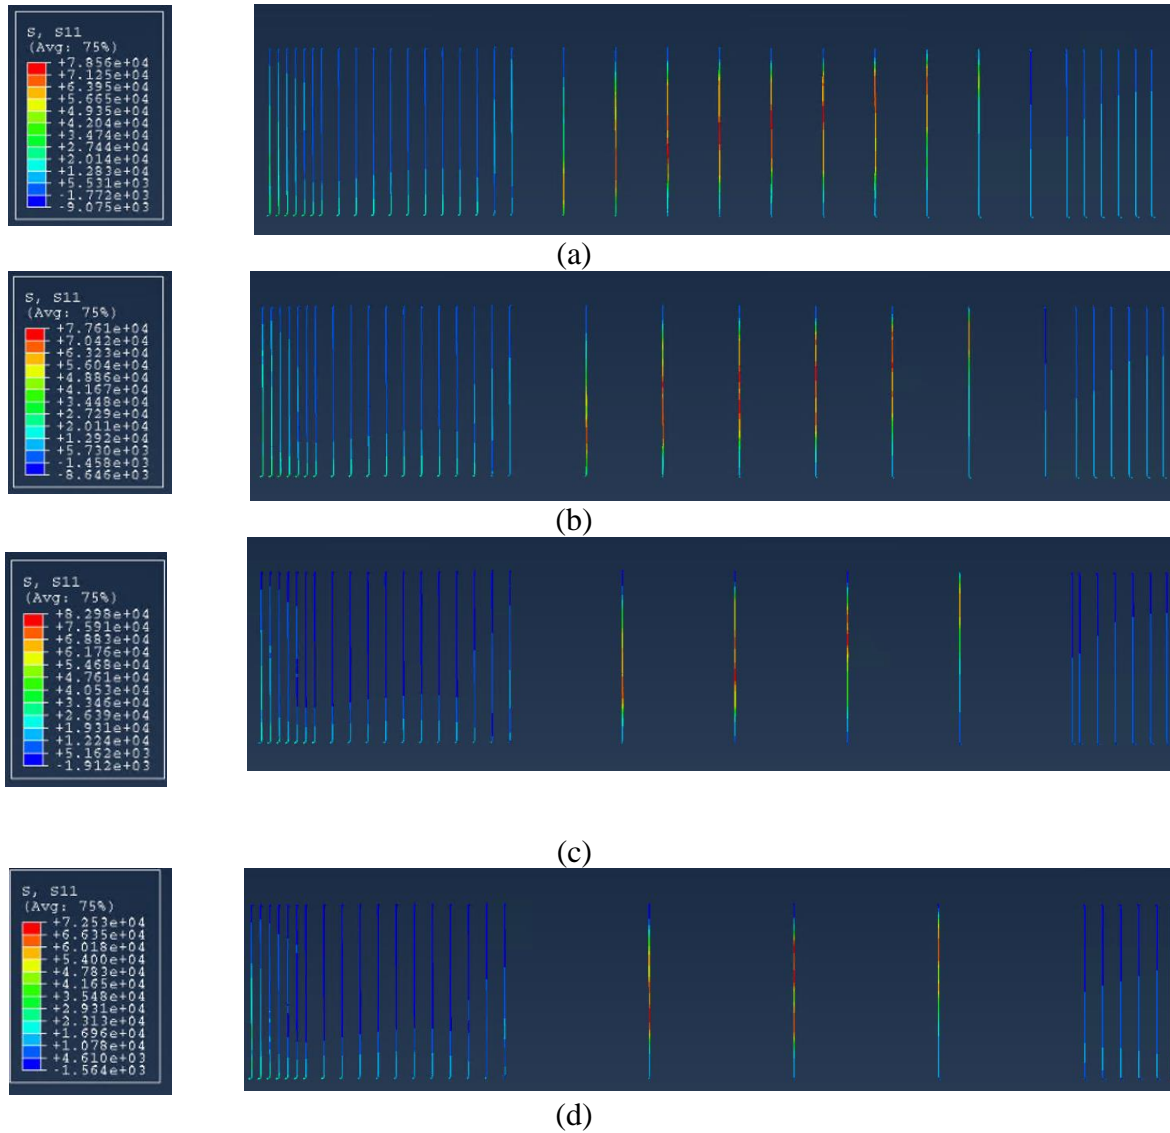 S, S11
(Avg: 75%)
+7.856e+04
+7.125e+04
+6.395e+04
+5.665e+04
+4.935e+04
+4.204e+04
+3.474e+04
+2.744e+04
+2.014e+04
+1.283e+04
+5.531e+03
-1.772e+03
-9.075e+03
(a)
S, S11
(Avg: 75%)
+7.761e+04
+7.042e+04
+6.323e+04
+5.604e+04
+4.886e+04
+4.167e+04
+3.448e+04
+2.729e+04
+2.011e+04
+1.292e+04
+5.730e+03
-1.458e+03
-8.646e+03
(b)
S, S11
(Avg: 75%)
+8.298e+04
+7.591e+04
+6.883e+04
+6.176e+04
+5.468e+04
+4.761e+04
+4.053e+04
+3.346e+04
+2.639e+04
+1.931e+04
+1.224e+04
+5.162e+03
-1.912e+03
(c)
S, S11
(Avg: 75%)
+7.253e+04
+6.635e+04
+6.018e+04
+5.400e+04
+4.783e+04
+4.165e+04
+3.548e+04
+2.931e+04
+2.313e+04
+1.696e+04
+1.078e+04
+4.610e+03
-1.564e+03
(d)